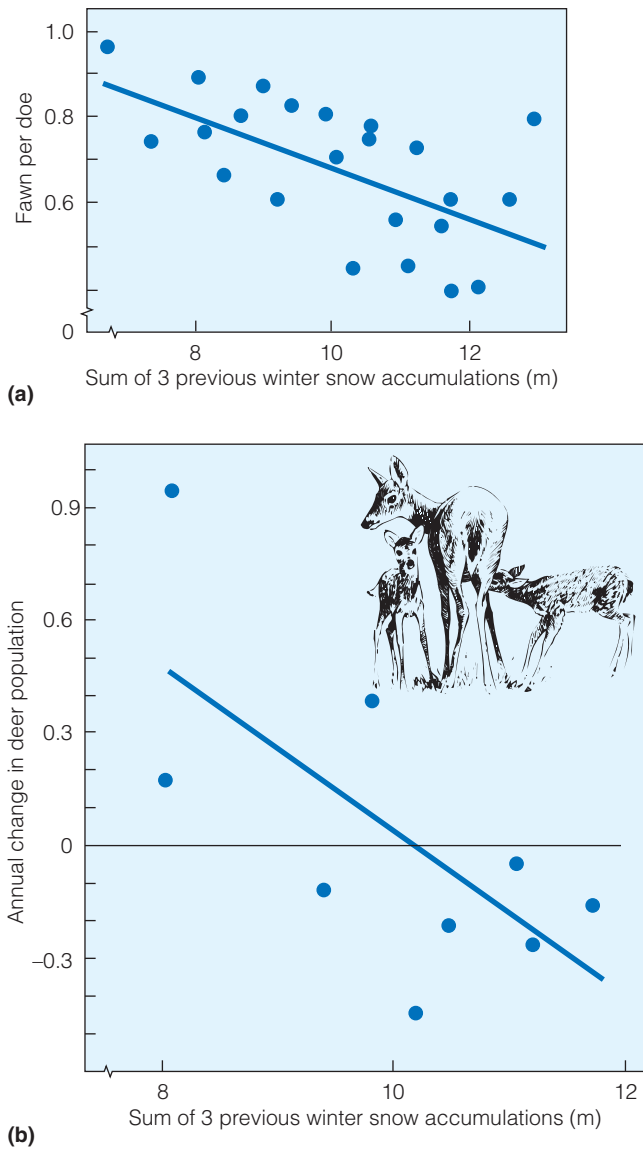 1.0
0.8
0.6
0
Fawn per doe
8 10 12
Sum of 3 previous winter snow accumulations (m)
(a)
0.9
0.6
0.3
0
–0.3
Annual change in deer population
8 10 12
Sum of 3 previous winter snow accumulations (m)
(b)